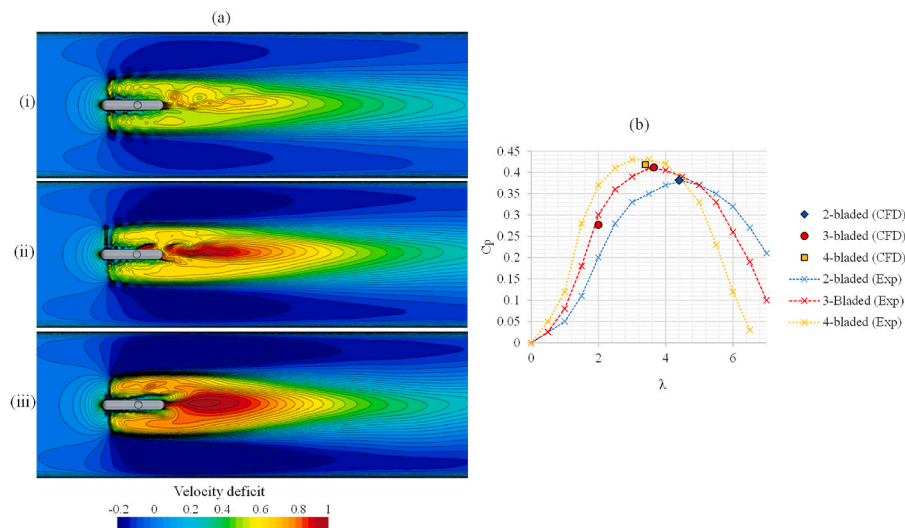 (a)
(i)
(ii)
(iii)
Velocity deficit
-0.2 0 0.2 0.4 0.6 0.8 1
(b)
0.45
0.4
0.35
0.3
0.25
0.2
0.15
0.1
0.05
0
Cp
0 2 4 6
λ
2-bladed (CFD)
3-bladed (CFD)
4-bladed (CFD)
2-bladed (Exp)
3-Bladed (Exp)
4-bladed (Exp)